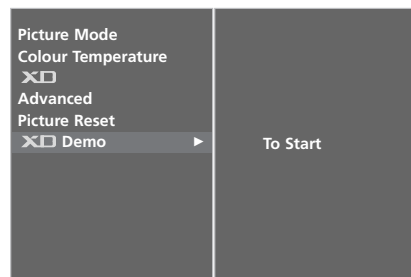 Picture Mode
Colour Temperature
XD
Advanced
Picture Reset
XD Demo ►
To Start